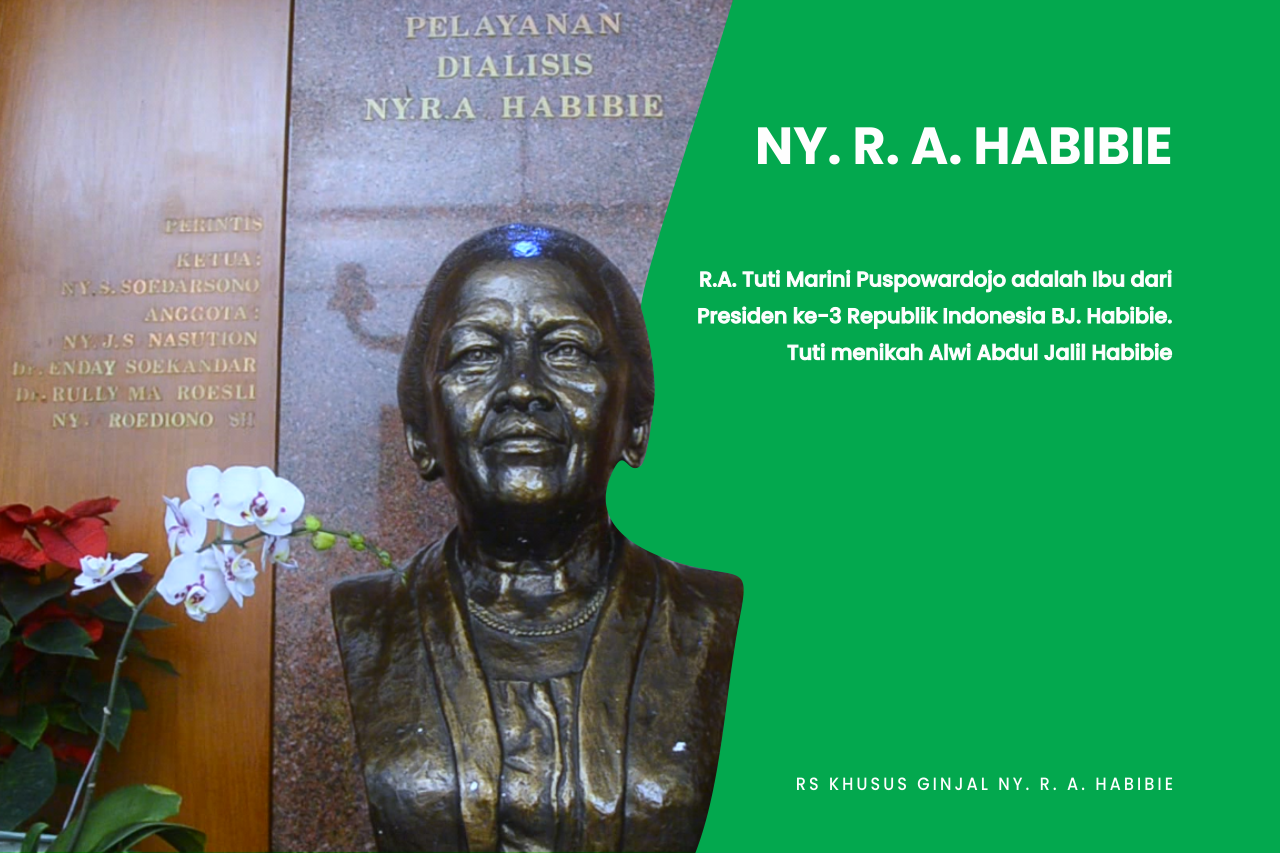 PELAYANAN
DIALISIS
NY.R.A HABIBIE
PERINTIS
KETUA:
NY.S.SOEDARSONO
ANGGOTA:
NY.J.S NASUTION
Dr. ENDAY SOEKANDAR
Dr. RULLY MA ROESLI
NY. ROEDIONO SH
NY. R. A. HABIBIE
R.A. Tuti Marini Puspowardojo adalah Ibu dari
Presiden ke-3 Republik Indonesia BJ. Habibie.
Tuti menikah Alwi Abdul Jalil Habibie
RS KHUSUS GINJAL NY. R. A. HABIBIE